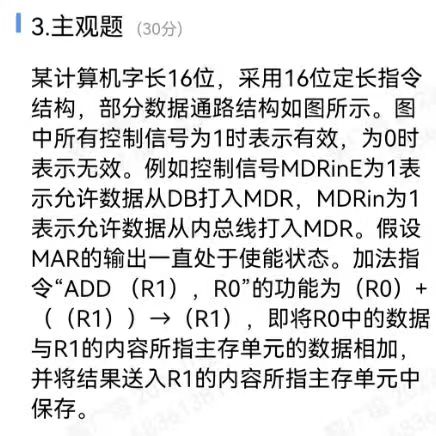 3.主观题 (30分)
某计算机字长16位，采用16位定长指令
结构，部分数据通路结构如图所示。图
中所有控制信号为1时表示有效，为0时
表示无效。例如控制信号MDRinE为1表
示允许数据从DB打入MDR，MDRin为1
表示允许数据从内总线打入MDR。假设
MAR的输出一直处于使能状态。加法指
令“ADD （R1），R0”的功能为（R0）+
（（R1））→（R1），即将R0中的数据
与R1的内容所指主存单元的数据相加，
并将结果送入R1的内容所指主存单元中
保存。